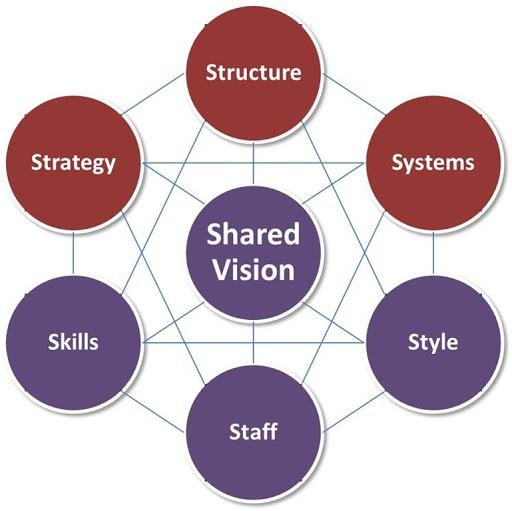 Structure
Strategy
Systems
Shared
Vision
Skills
Style
Staff